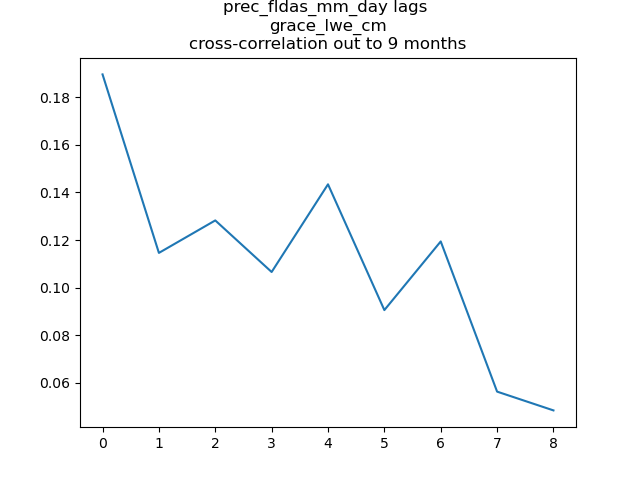 prec_fldas_mm_day lags
grace_lwe_cm
cross-correlation out to 9 months
0.18
0.16
0.14
0.12
0.10
0.08
0.06
0 1 2 3 4 5 6 7 8